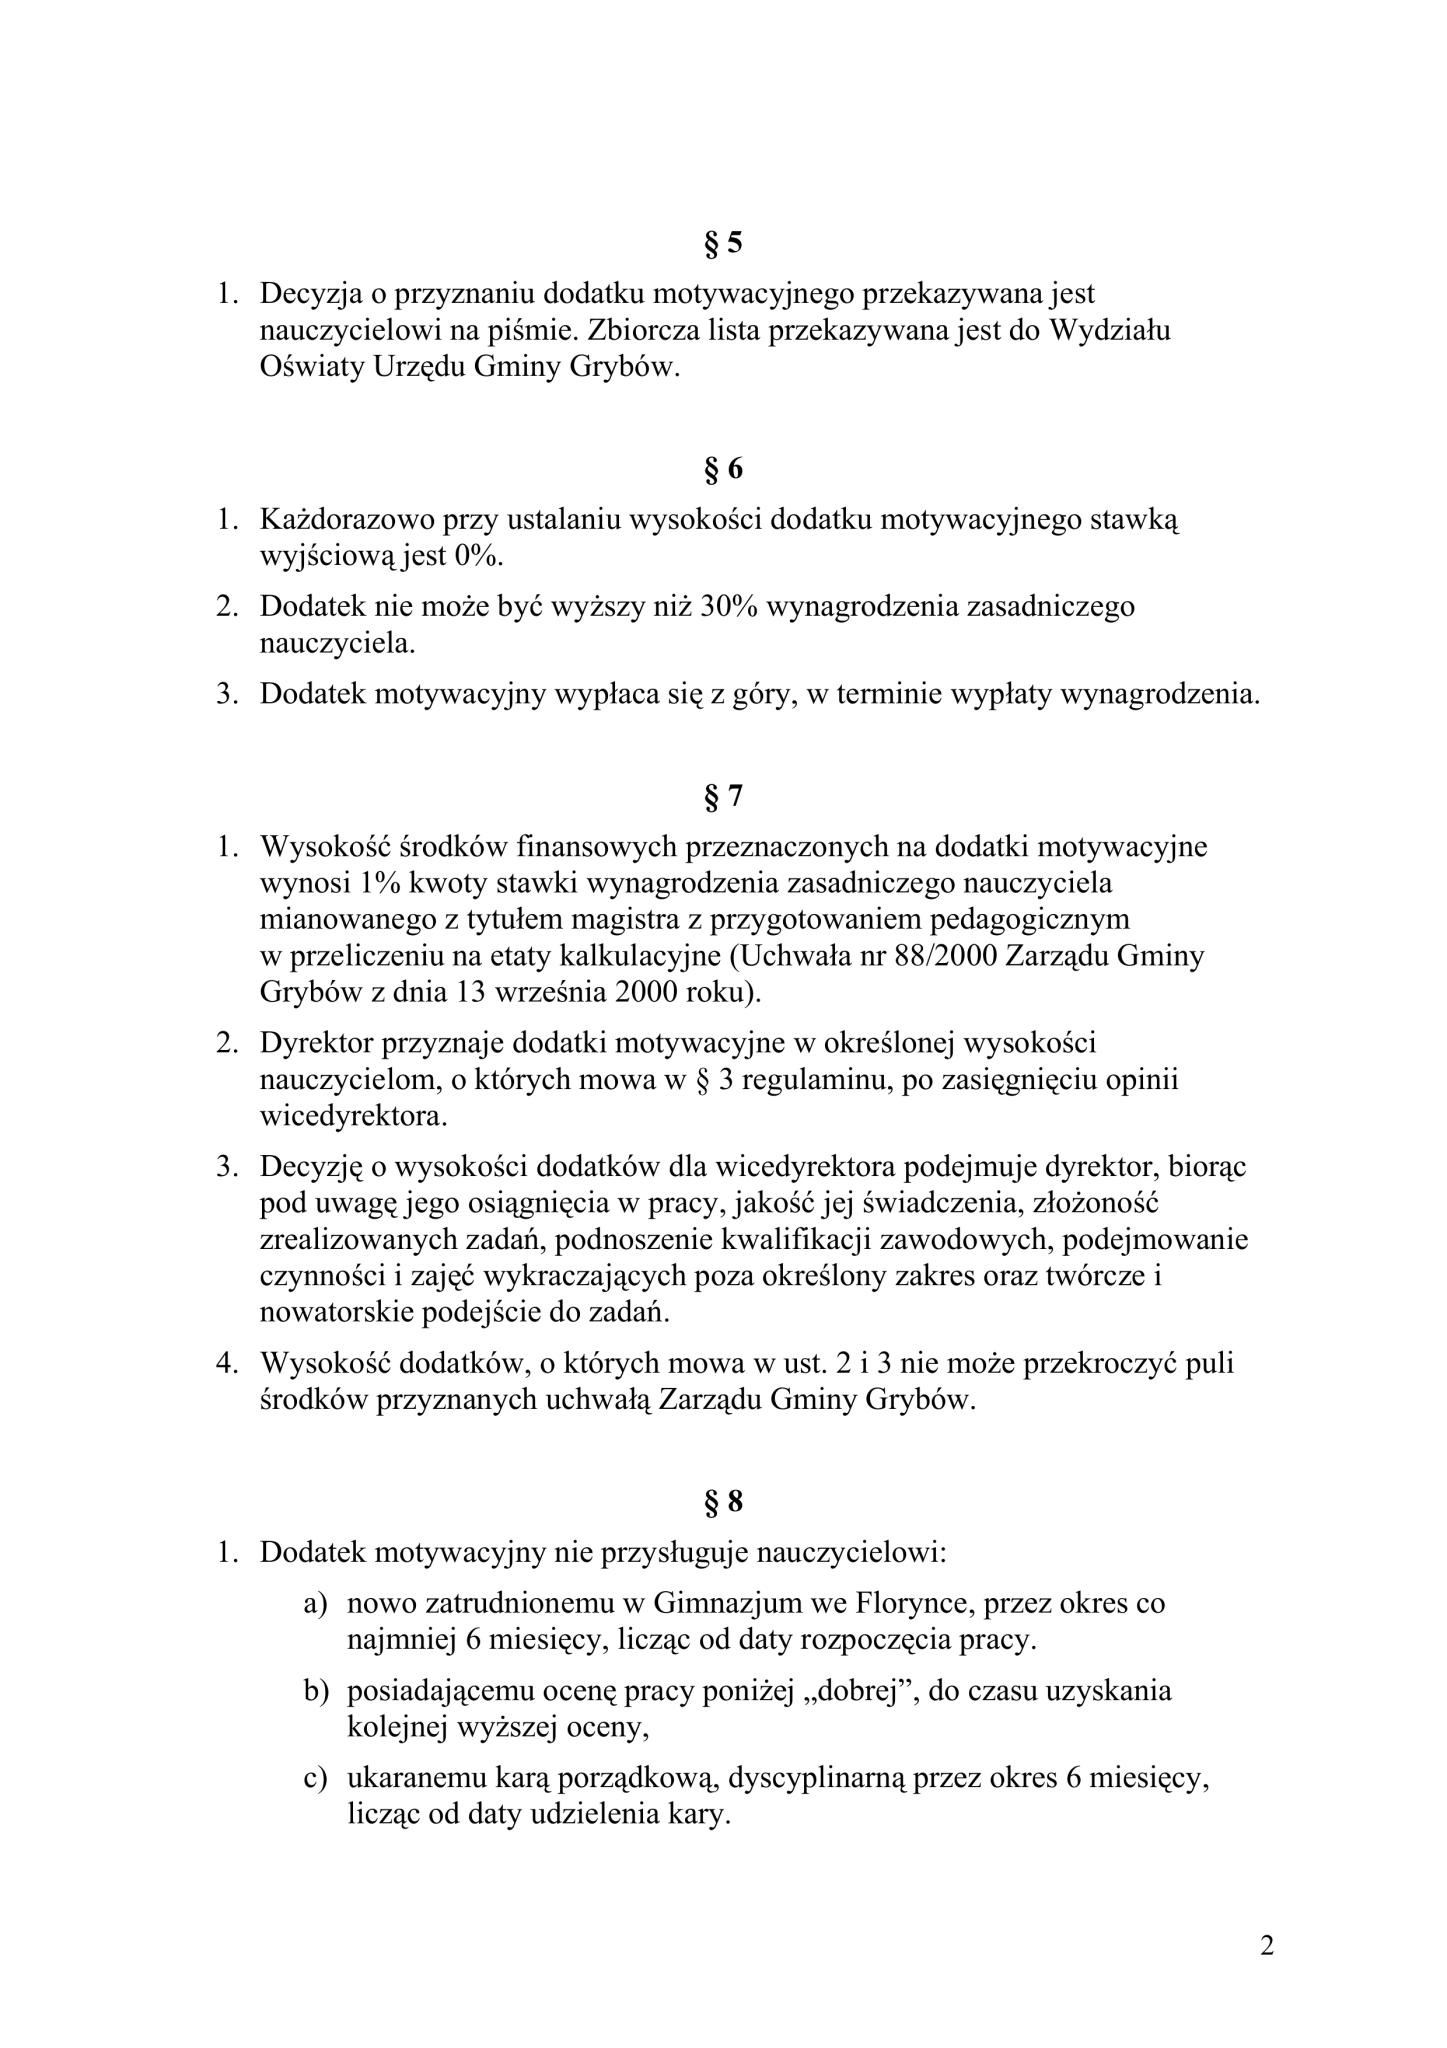 § 5
1. Decyzja o przyznaniu dodatku motywacyjnego przekazywana jest
nauczycielowi na piśmie. Zbiorcza lista przekazywana jest do Wydziału
Oświaty Urzędu Gminy Grybów.
§ 6
1. Każdorazowo przy ustalaniu wysokości dodatku motywacyjnego stawką
wyjściową jest 0%.
2. Dodatek nie może być wyższy niż 30% wynagrodzenia zasadniczego
nauczyciela.
3. Dodatek motywacyjny wypłaca się z góry, w terminie wypłaty wynagrodzenia.
§ 7
1. Wysokość środków finansowych przeznaczonych na dodatki motywacyjne
wynosi 1% kwoty stawki wynagrodzenia zasadniczego nauczyciela
mianowanego z tytułem magistra z przygotowaniem pedagogicznym
w przeliczeniu na etaty kalkulacyjne (Uchwała nr 88/2000 Zarządu Gminy
Grybów z dnia 13 września 2000 roku).
2. Dyrektor przyznaje dodatki motywacyjne w określonej wysokości
nauczycielom, o których mowa w § 3 regulaminu, po zasięgnięciu opinii
wicedyrektora.
3. Decyzję o wysokości dodatków dla wicedyrektora podejmuje dyrektor, biorąc
pod uwagę jego osiągnięcia w pracy, jakość jej świadczenia, złożoność
zrealizowanych zadań, podnoszenie kwalifikacji zawodowych, podejmowanie
czynności i zajęć wykraczających poza określony zakres oraz twórcze i
nowatorskie podejście do zadań.
4. Wysokość dodatków, o których mowa w ust. 2 i 3 nie może przekroczyć puli
środków przyznanych uchwałą Zarządu Gminy Grybów.
§ 8
1. Dodatek motywacyjny nie przysługuje nauczycielowi:
a) nowo zatrudnionemu w Gimnazjum we Florynce, przez okres co
najmniej 6 miesięcy, licząc od daty rozpoczęcia pracy.
b) posiadającemu ocenę pracy poniżej „dobrej”, do czasu uzyskania
kolejnej wyższej oceny,
c) ukaranemu karą porządkową, dyscyplinarną przez okres 6 miesięcy,
licząc od daty udzielenia kary.
2